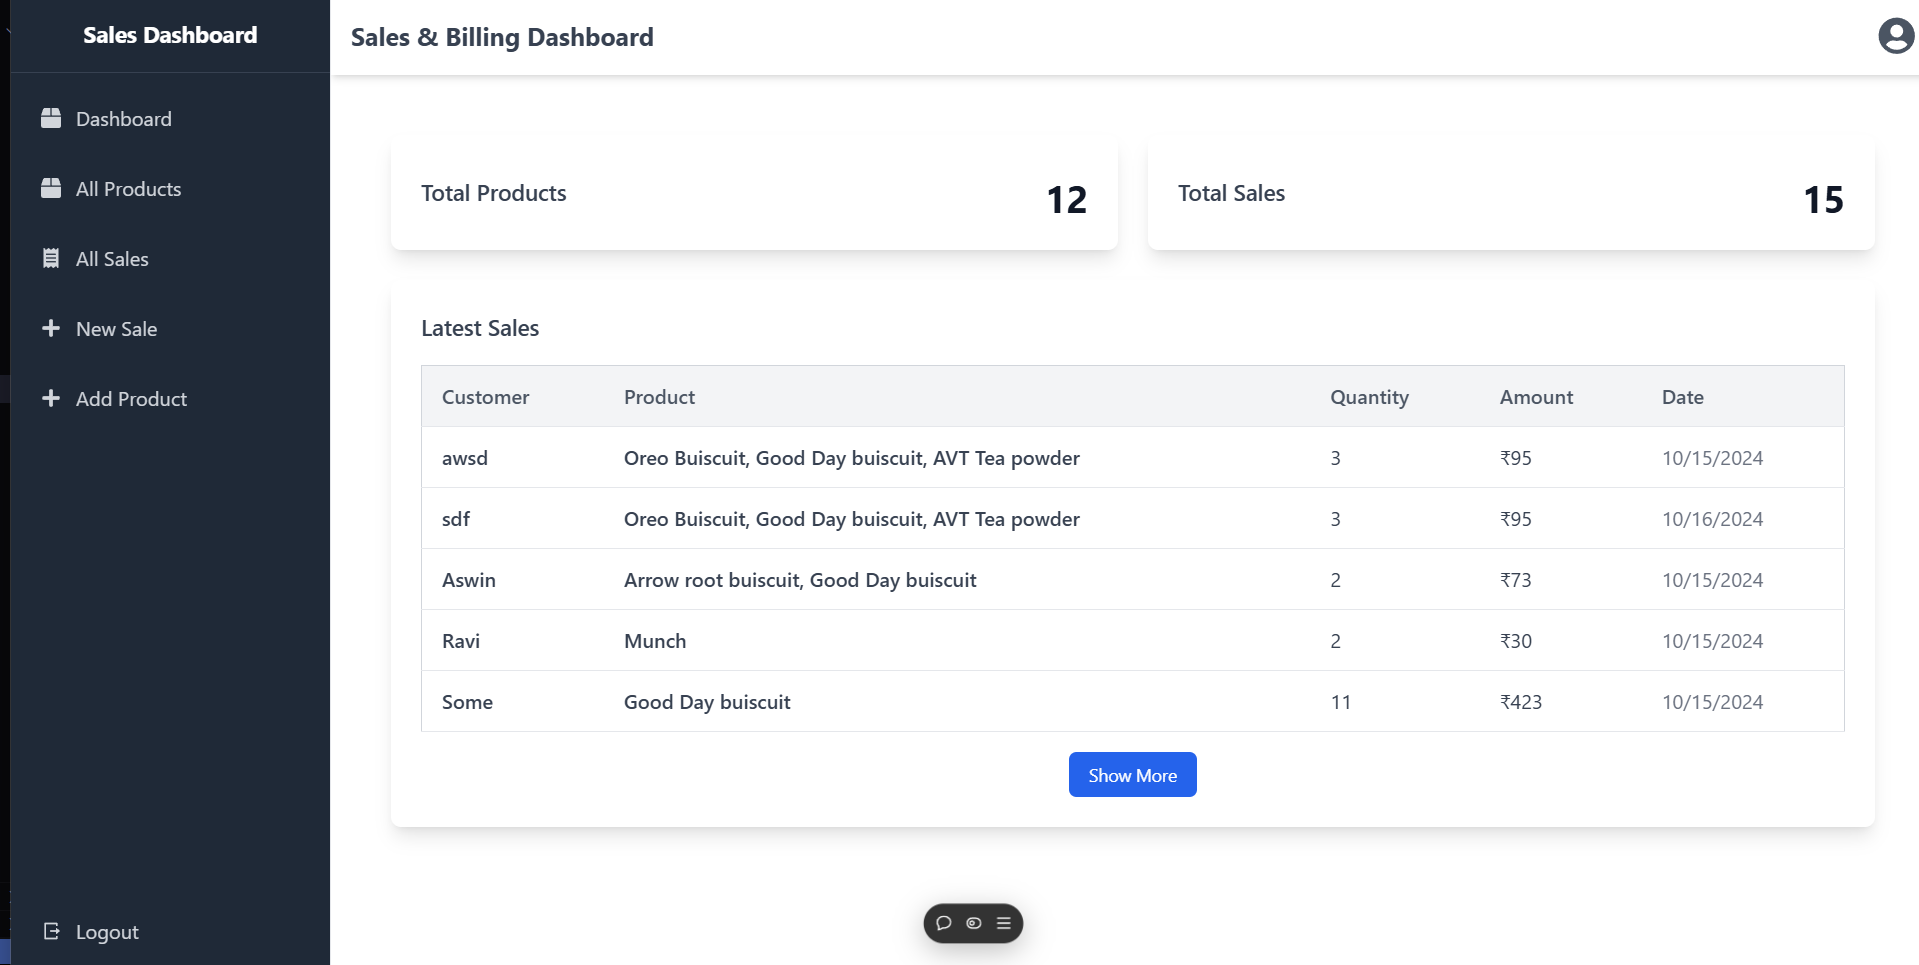 Sales Dashboard
Dashboard
All Products
All Sales
New Sale
Add Product
Logout
Sales & Billing Dashboard
Total Products 12
Total Sales 15
Latest Sales
Customer Product Quantity Amount Date
awsd Oreo Buiscuit, Good Day buiscuit, AVT Tea powder 3 ₹95 10/15/2024
sdf Oreo Buiscuit, Good Day buiscuit, AVT Tea powder 3 ₹95 10/16/2024
Aswin Arrow root buiscuit, Good Day buiscuit 2 ₹73 10/15/2024
Ravi Munch 2 ₹30 10/15/2024
Some Good Day buiscuit 11 ₹423 10/15/2024
Show More